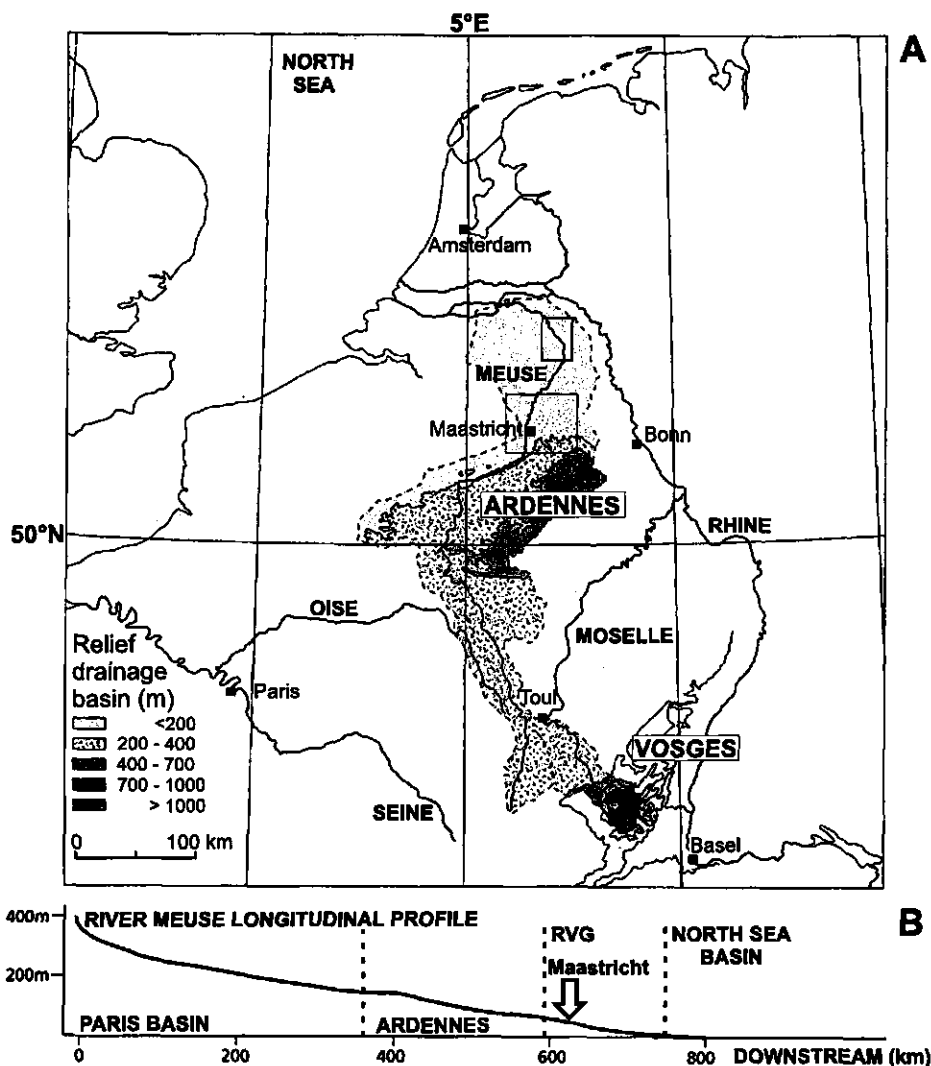 5°E
A
NORTH
SEA
Amsterdam
MEUSE
Maastricht
Bonn
ARDENNES
50°N
RHINE
OISE
MOSELLE
Relief
drainage
basin (m)
<200
200 - 400
400 - 700
700 - 1000
> 1000
0 100 km
Paris
Toul
VOSGES
SEINE
Basel
B
400m
RIVER MEUSE LONGITUDINAL PROFILE
RVG
NORTH SEA
BASIN
Maastricht
200m
PARIS BASIN
ARDENNES
0 200 400 600 800 DOWNSTREAM (km)